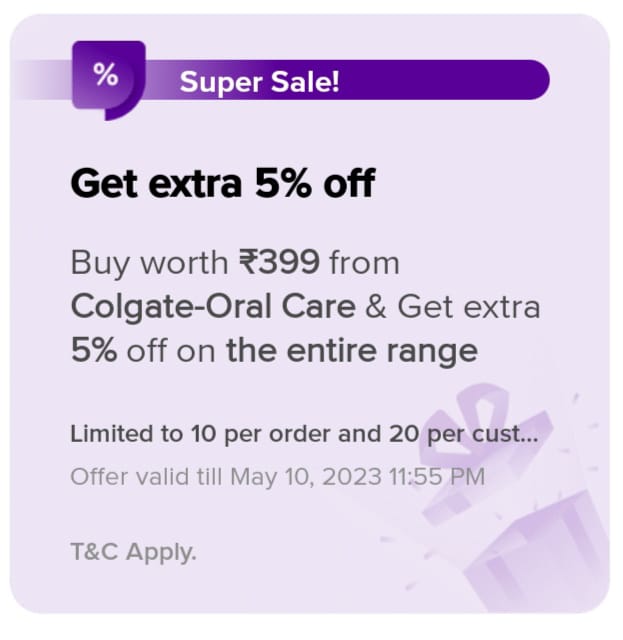 %
Super Sale!
Get extra 5% off
Buy worth ₹399 from
Colgate-Oral Care & Get extra
5% off on the entire range
Limited to 10 per order and 20 per cust...
Offer valid till May 10, 2023 11:55 PM
T&C Apply.